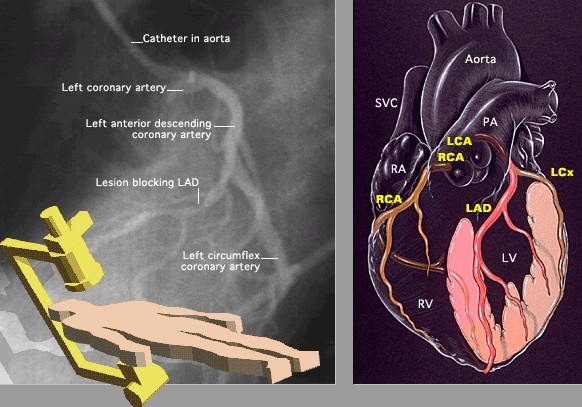 Catheter in aorta
Left coronary artery
Left anterior descending
coronary artery
Lesion blocking LAD
Left circumflex
coronary artery
Aorta
SVC
PA
LCA
RCA
RA
LCx
RCA
LAD
LV
RV